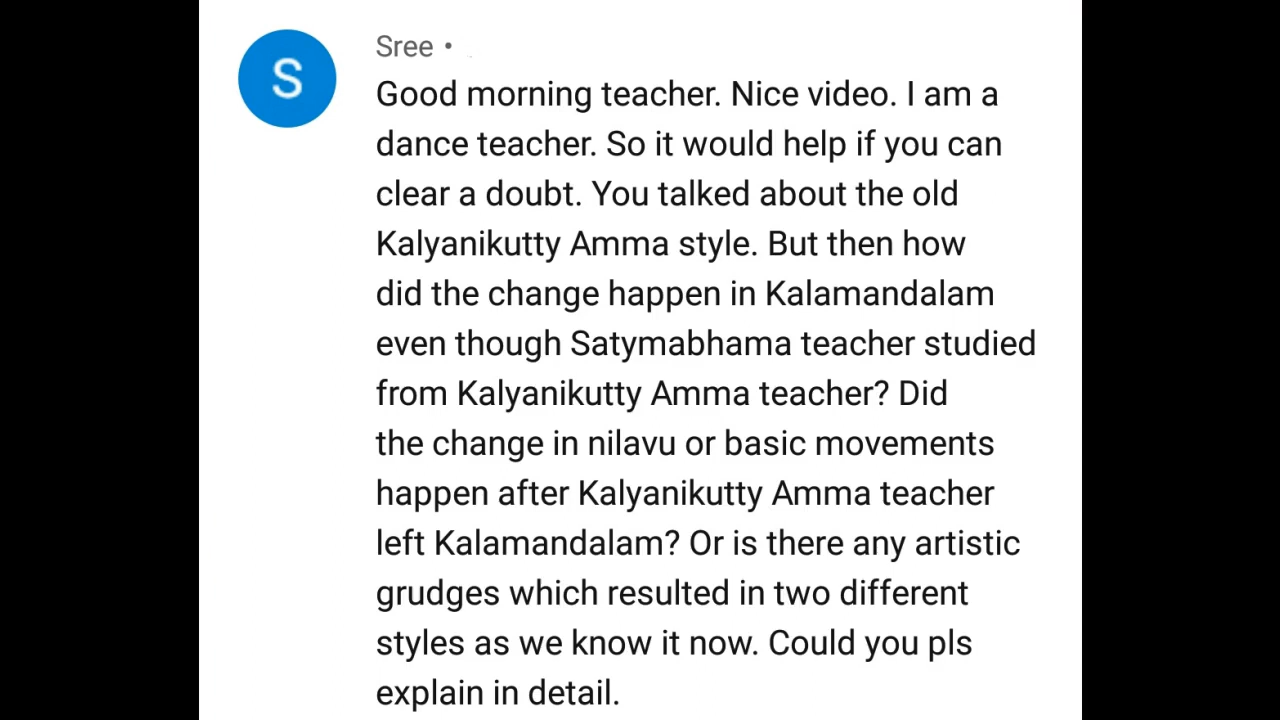 S
Sree •
Good morning teacher. Nice video. I am a
dance teacher. So it would help if you can
clear a doubt. You talked about the old
Kalyanikutty Amma style. But then how
did the change happen in Kalamandalam
even though Satymabhama teacher studied
from Kalyanikutty Amma teacher? Did
the change in nilavu or basic movements
happen after Kalyanikutty Amma teacher
left Kalamandalam? Or is there any artistic
grudges which resulted in two different
styles as we know it now. Could you pls
explain in detail.